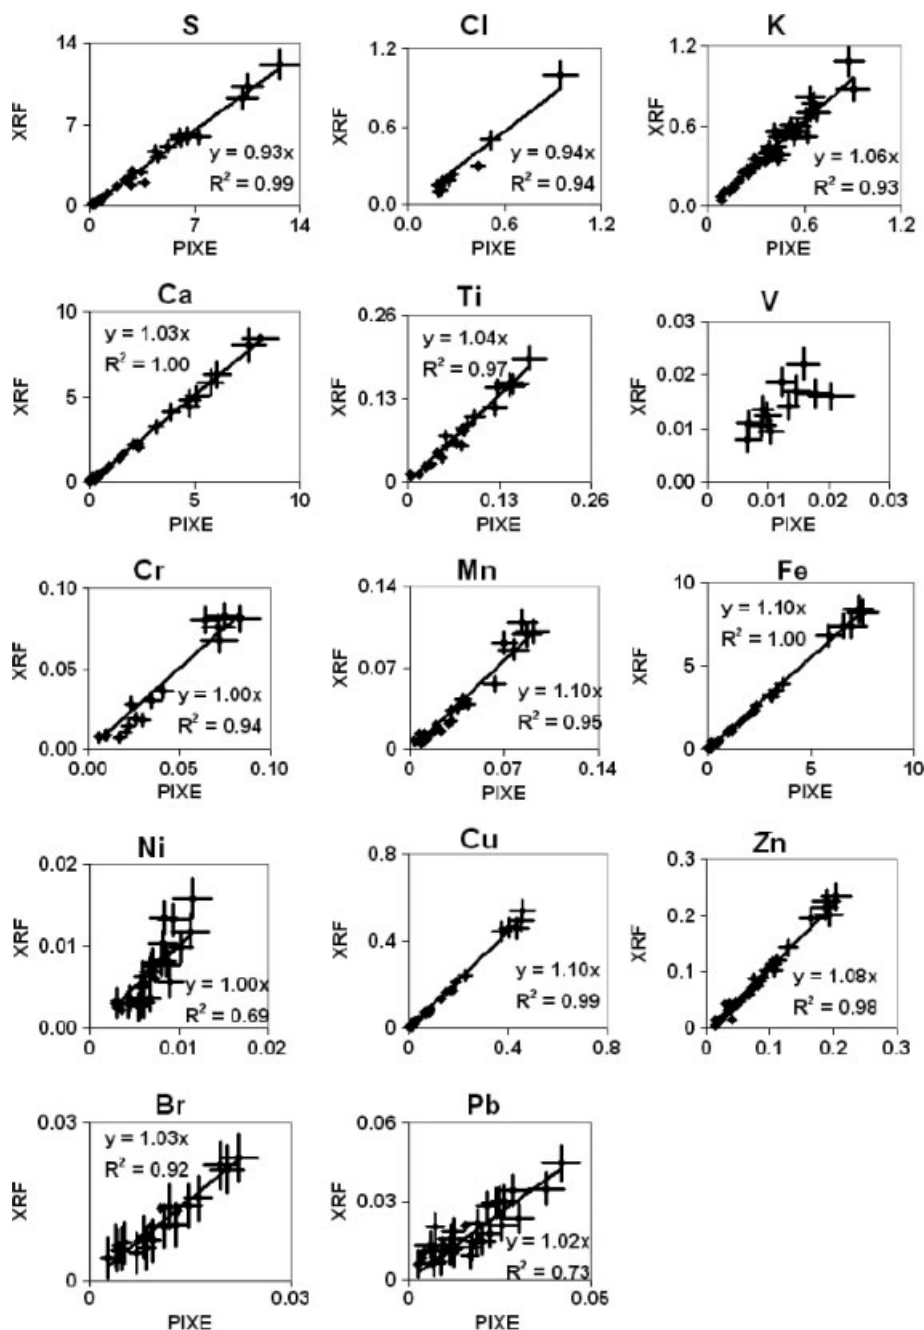 S
14
7
0
XRF
y = 0.93x
R² = 0.99
0
7
14
PIXE
Cl
1.2
0.6
0.0
XRF
y = 0.94x
R² = 0.94
0.0
0.6
1.2
PIXE
K
1.2
0.6
0.0
XRF
y = 1.06x
R² = 0.93
0.0
0.6
1.2
PIXE
Ca
10
5
0
XRF
y = 1.03x
R² = 1.00
0
5
10
PIXE
Ti
0.26
0.13
0
XRF
y = 1.04x
R² = 0.97
0
0.13
0.26
PIXE
V
0.03
0.02
0.01
0.00
XRF
0
0.01
0.02
0.03
PIXE
Cr
0.10
0.05
0.00
XRF
y = 1.00x
R² = 0.94
0.00
0.05
0.10
PIXE
Mn
0.14
0.07
0
XRF
y = 1.10x
R² = 0.95
0
0.07
0.14
PIXE
Fe
10
5
0
XRF
y = 1.10x
R² = 1.00
0
5
10
PIXE
Ni
0.02
0.01
0.00
XRF
y = 1.00x
R² = 0.69
0
0.01
0.02
PIXE
Cu
0.8
0.4
0
XRF
y = 1.10x
R² = 0.99
0
0.4
0.8
PIXE
Zn
0.3
0.2
0.1
0
XRF
y = 1.08x
R² = 0.98
0
0.1
0.2
0.3
PIXE
Br
0.03
0
XRF
y = 1.03x
R² = 0.92
0
0.03
PIXE
Pb
0.06
0.03
0
XRF
y = 1.02x
R² = 0.73
0
0.05
PIXE